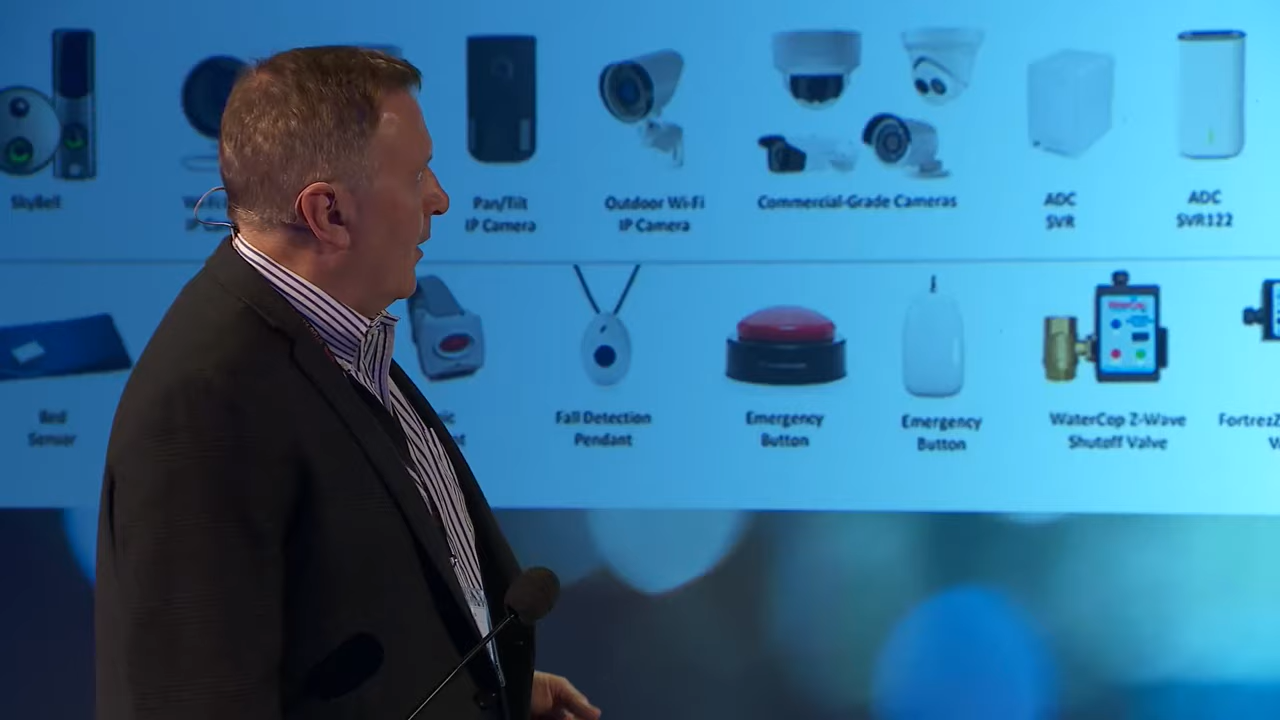 SkyBell
Pan/Tilt
IP Camera
Outdoor Wi-Fi
IP Camera
Commercial-Grade Cameras
ADC
SVR
ADC
SVR122
Bed
Sensor
Fall Detection
Pendant
Emergency
Button
Emergency
Button
WaterCop Z-Wave
Shutoff Valve